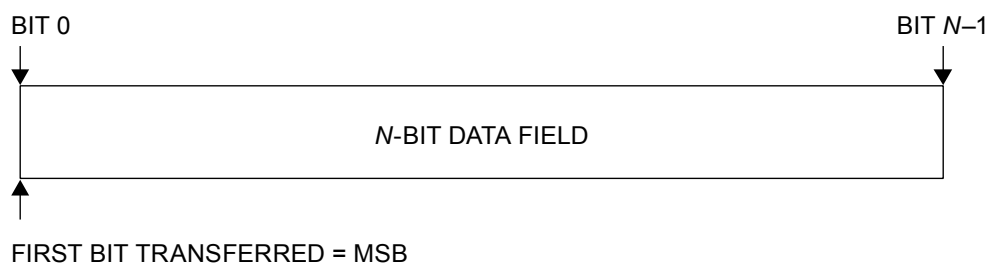 BIT 0
BIT N–1
N-BIT DATA FIELD
FIRST BIT TRANSFERRED = MSB